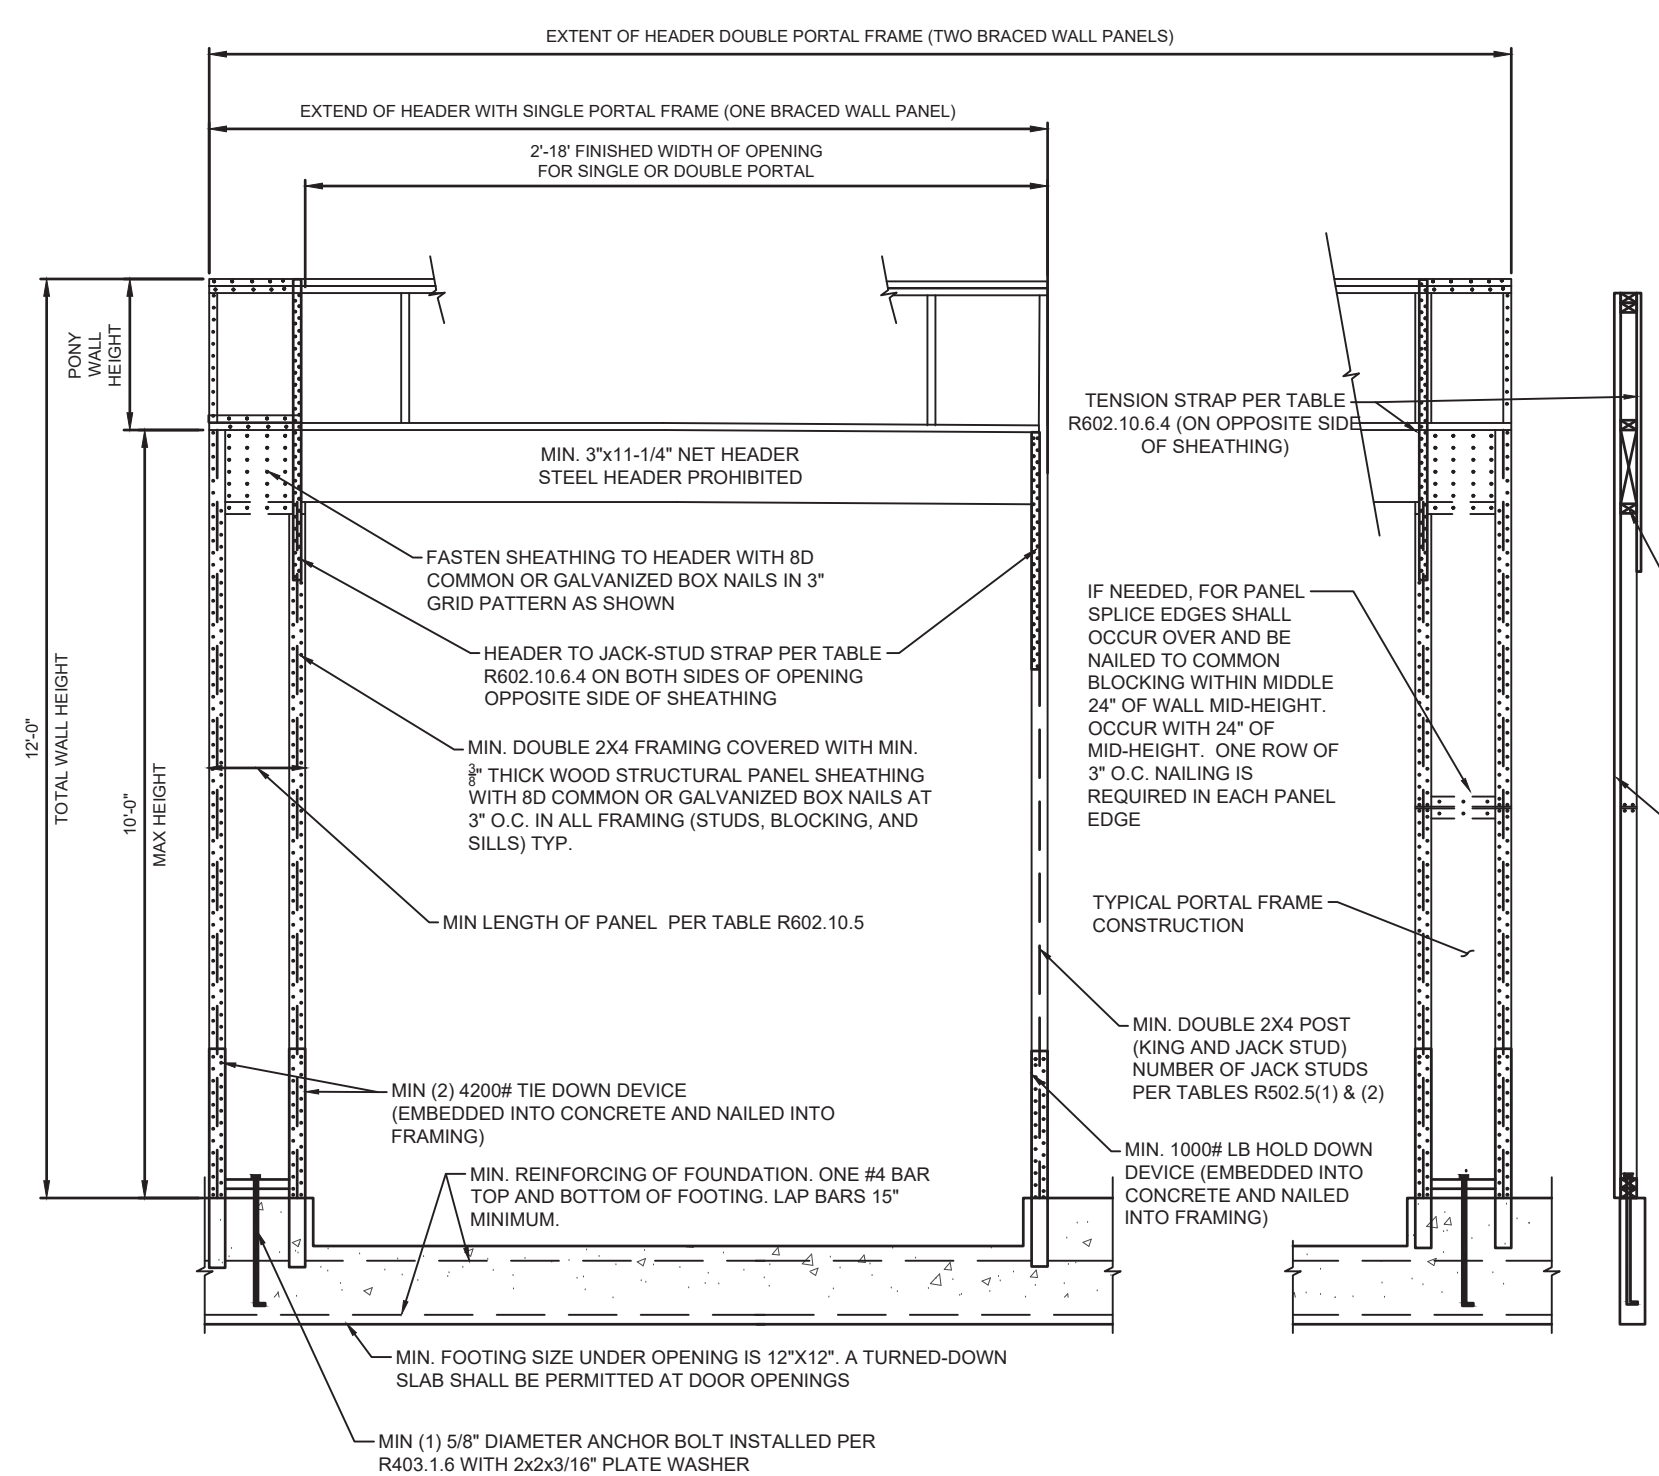 EXTENT OF HEADER DOUBLE PORTAL FRAME (TWO BRACED WALL PANELS)
EXTEND OF HEADER WITH SINGLE PORTAL FRAME (ONE BRACED WALL PANEL)
2'-18' FINISHED WIDTH OF OPENING
FOR SINGLE OR DOUBLE PORTAL
PONY
WALL
HEIGHT
12'-0"
TOTAL WALL HEIGHT
10'-0"
MAX HEIGHT
MIN. 3"x11-1/4" NET HEADER
STEEL HEADER PROHIBITED
TENSION STRAP PER TABLE
R602.10.6.4 (ON OPPOSITE SIDE
OF SHEATHING)
FASTEN SHEATHING TO HEADER WITH 8D
COMMON OR GALVANIZED BOX NAILS IN 3"
GRID PATTERN AS SHOWN
HEADER TO JACK-STUD STRAP PER TABLE
R602.10.6.4 ON BOTH SIDES OF OPENING
OPPOSITE SIDE OF SHEATHING
MIN. DOUBLE 2X4 FRAMING COVERED WITH MIN.
3/8" THICK WOOD STRUCTURAL PANEL SHEATHING
WITH 8D COMMON OR GALVANIZED BOX NAILS AT
3" O.C. IN ALL FRAMING (STUDS, BLOCKING, AND
SILLS) TYP.
IF NEEDED, FOR PANEL
SPLICE EDGES SHALL
OCCUR OVER AND BE
NAILED TO COMMON
BLOCKING WITHIN MIDDLE
24" OF WALL MID-HEIGHT.
OCCUR WITH 24" OF
MID-HEIGHT. ONE ROW OF
3" O.C. NAILING IS
REQUIRED IN EACH PANEL
EDGE
MIN LENGTH OF PANEL PER TABLE R602.10.5
TYPICAL PORTAL FRAME
CONSTRUCTION
MIN. DOUBLE 2X4 POST
(KING AND JACK STUD)
NUMBER OF JACK STUDS
PER TABLES R502.5(1) & (2)
MIN (2) 4200# TIE DOWN DEVICE
(EMBEDDED INTO CONCRETE AND NAILED INTO
FRAMING)
MIN. 1000# LB HOLD DOWN
DEVICE (EMBEDDED INTO
CONCRETE AND NAILED
INTO FRAMING)
MIN. REINFORCING OF FOUNDATION. ONE #4 BAR
TOP AND BOTTOM OF FOOTING. LAP BARS 15"
MINIMUM.
MIN. FOOTING SIZE UNDER OPENING IS 12"X12". A TURNED-DOWN
SLAB SHALL BE PERMITTED AT DOOR OPENINGS
MIN (1) 5/8" DIAMETER ANCHOR BOLT INSTALLED PER
R403.1.6 WITH 2x2x3/16" PLATE WASHER